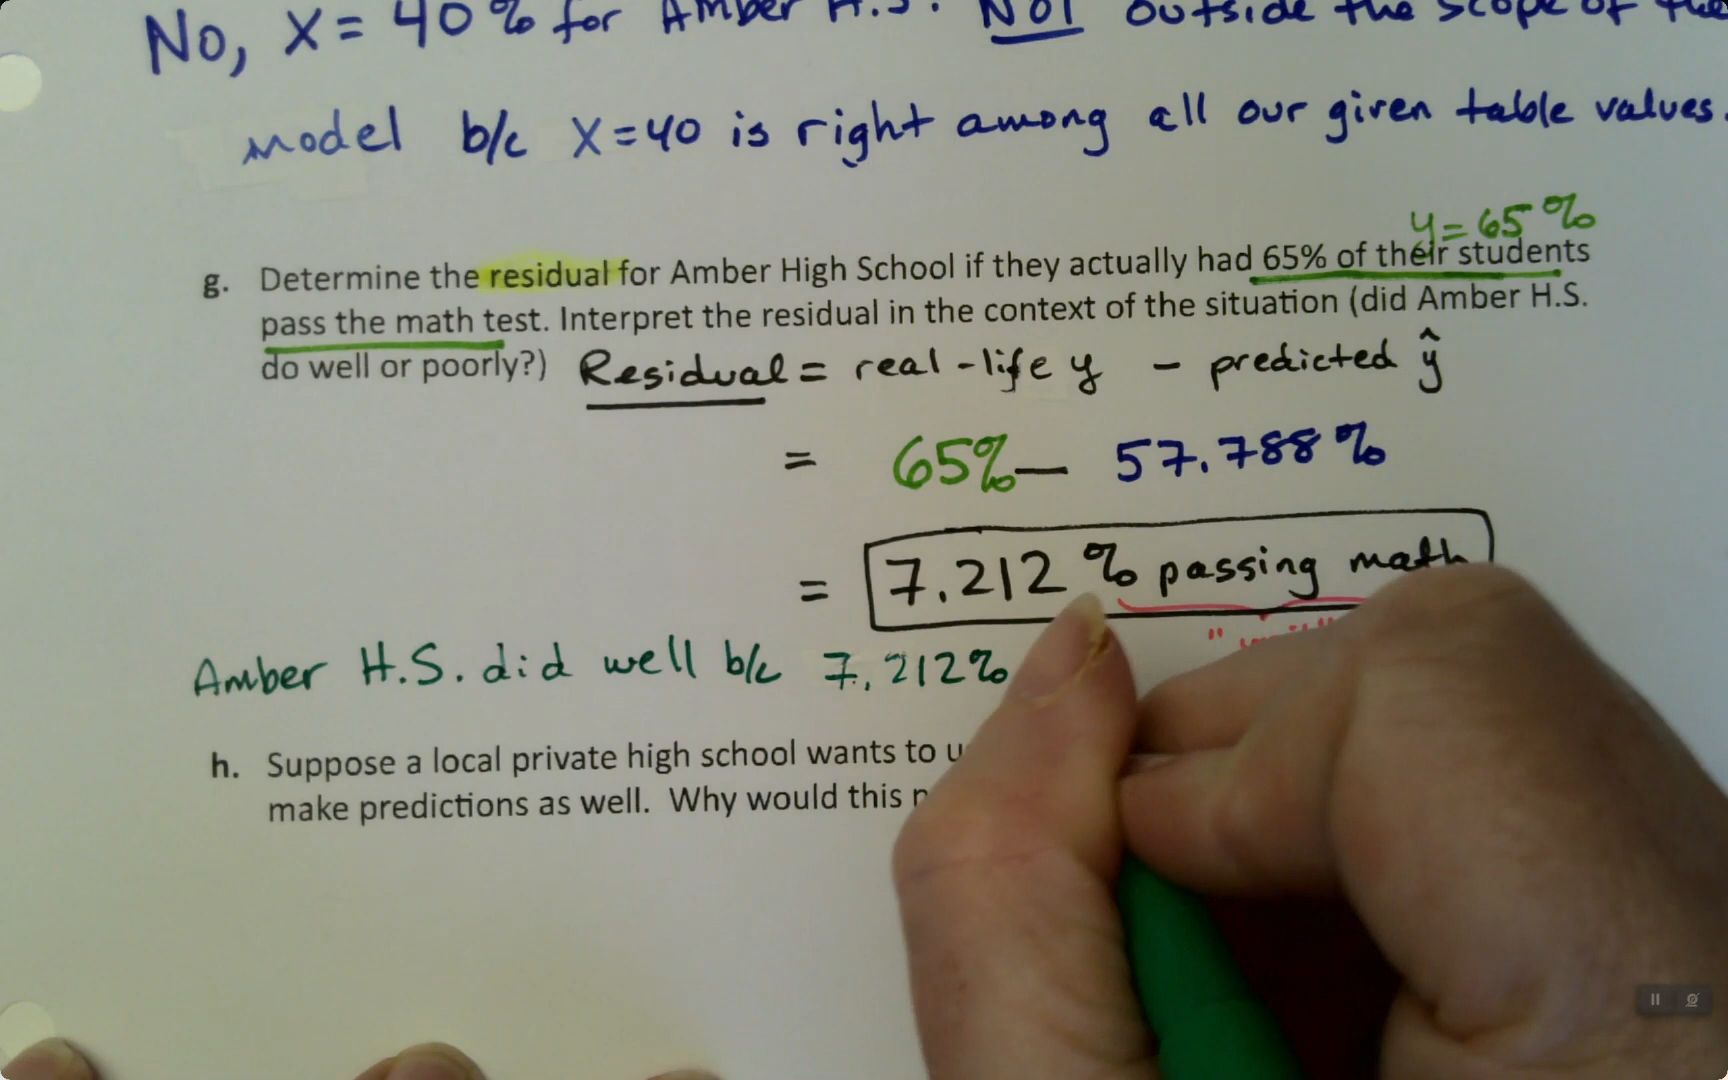 No, X = 40% for Amber H.S. NOT outside the scope of the
model b/c X=40 is right among all our given table values.
y = 65%
g. Determine the residual for Amber High School if they actually had 65% of their students
pass the math test. Interpret the residual in the context of the situation (did Amber H.S.
do well or poorly?) Residual = real-life y - predicted ŷ
= 65% - 57.788%
= 7.212% passing math
Amber H.S. did well b/c 7.212%
h. Suppose a local private high school wants to
make predictions as well. Why would this